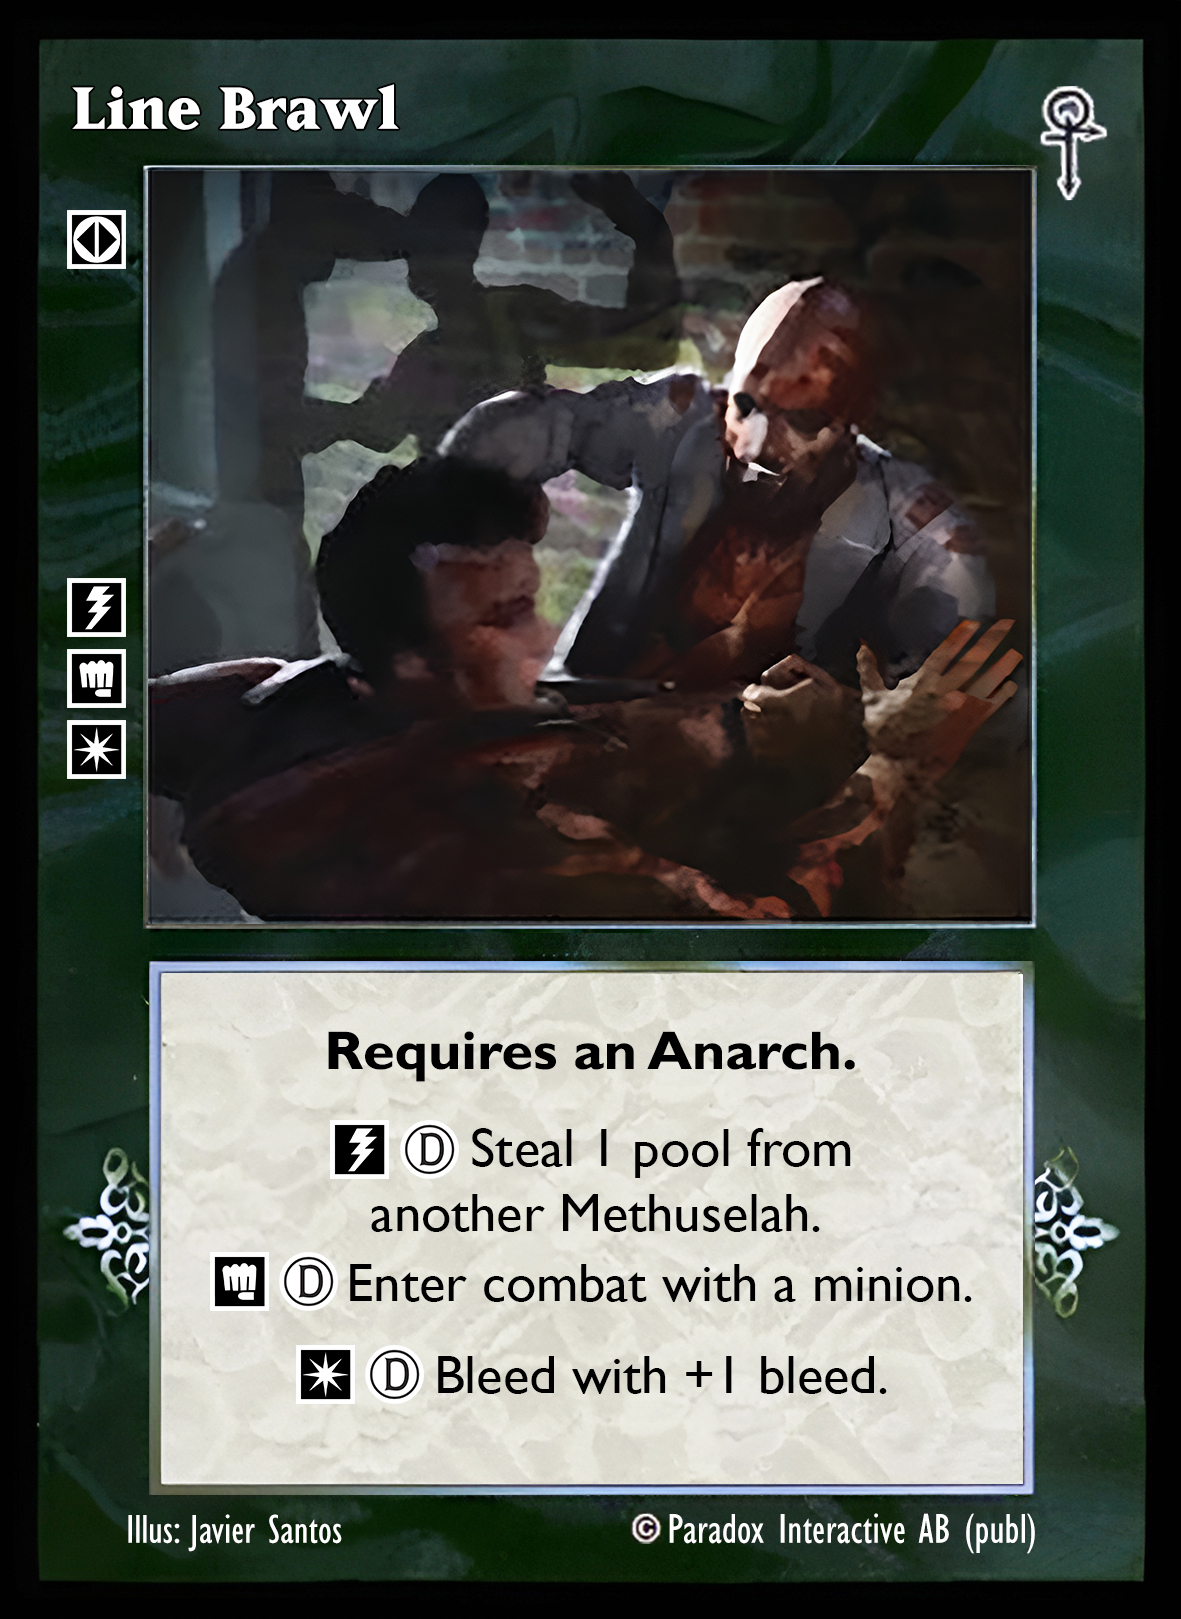 Line Brawl
Requires an Anarch.
Ⓓ Steal 1 pool from
another Methuselah.
Ⓓ Enter combat with a minion.
Ⓓ Bleed with +1 bleed.
Illus: Javier Santos
© Paradox Interactive AB (publ)